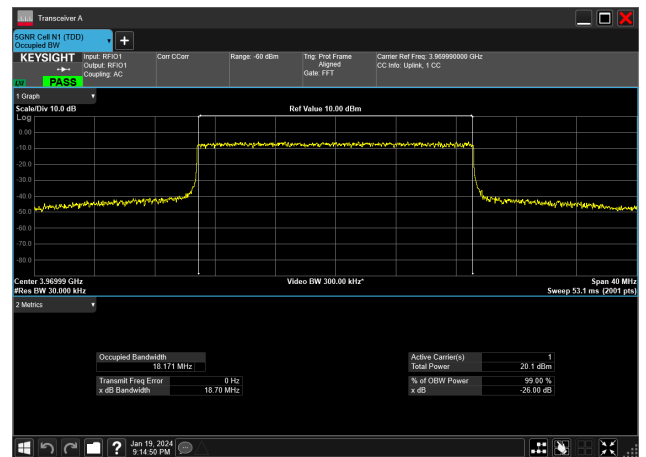 Transceiver A
5GNR Cell N1 (TDD)
Occupied BW
KEYSIGHT
LXI
PASS
Input: RFIO1
Output: RFIO1
Coupling: AC
Corr CCorr
Range: -60 dBm
Trig: Prot Frame
Aligned
Gate: FFT
Carrier Ref Freq: 3.969990000 GHz
CC Info: Uplink, 1 CC
1 Graph
Scale/Div 10.0 dB
Ref Value 10.00 dBm
Log
0.00
-10.0
-20.0
-30.0
-40.0
-50.0
-60.0
-70.0
-80.0
Center 3.96999 GHz
#Res BW 30.000 kHz
Video BW 300.00 kHz*
Span 40 MHz
Sweep 53.1 ms (2001 pts)
2 Metrics
Occupied Bandwidth
18.171 MHz
Transmit Freq Error 0 Hz
x dB Bandwidth 18.70 MHz
Active Carrier(s) 1
Total Power 20.1 dBm
% of OBW Power 99.00 %
x dB -26.00 dB
Jan 19, 2024
9:14:50 PM